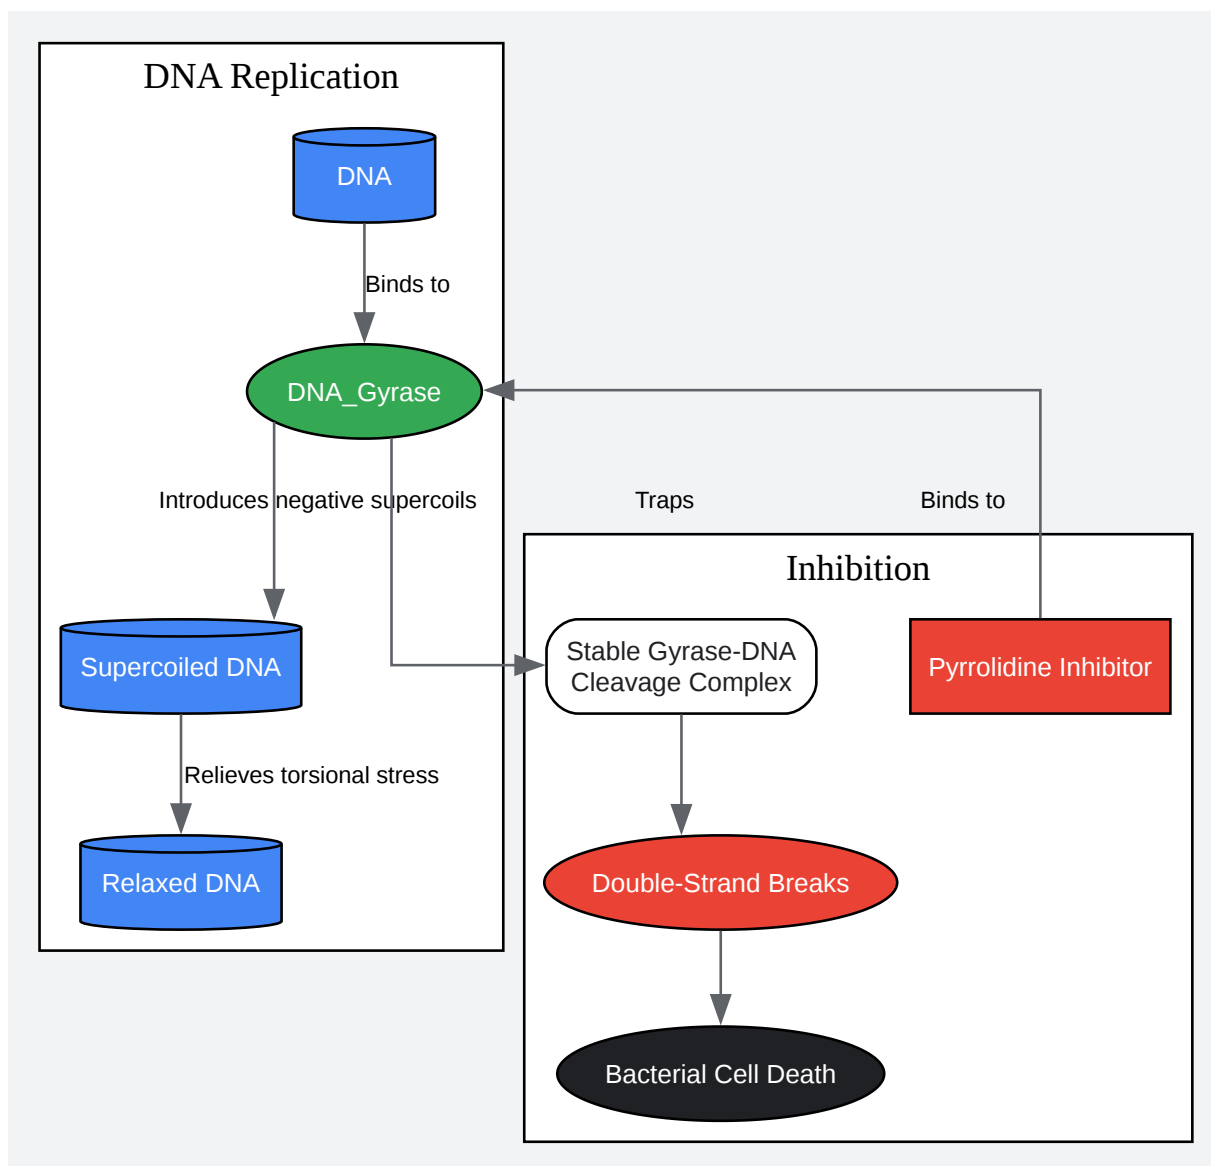 DNA Replication
DNA
Binds to
DNA_Gyrase
Introduces negative supercoils
Traps
Binds to
Inhibition
Supercoiled DNA
Stable Gyrase-DNA
Cleavage Complex
Pyrrolidine Inhibitor
Relieves torsional stress
Relaxed DNA
Double-Strand Breaks
Bacterial Cell Death